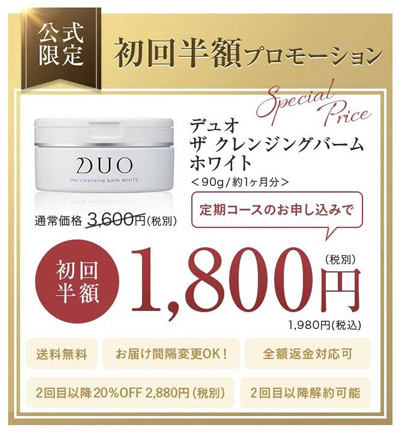 公式
限定
初回半額プロモーション
Special
Price
デュオ
ザ クレンジングバーム
ホワイト
<90g/約1ヶ月分>
DUO
the cleansing balm WHITE
通常価格 3,600円(税別)
定期コースのお申し込みで
初回
半額
1,800円
(税別)
1,980円(税込)
送料無料
お届け間隔変更OK!
全額返金対応可
2回目以降20%OFF 2,880円(税別)
2回目以降解約可能